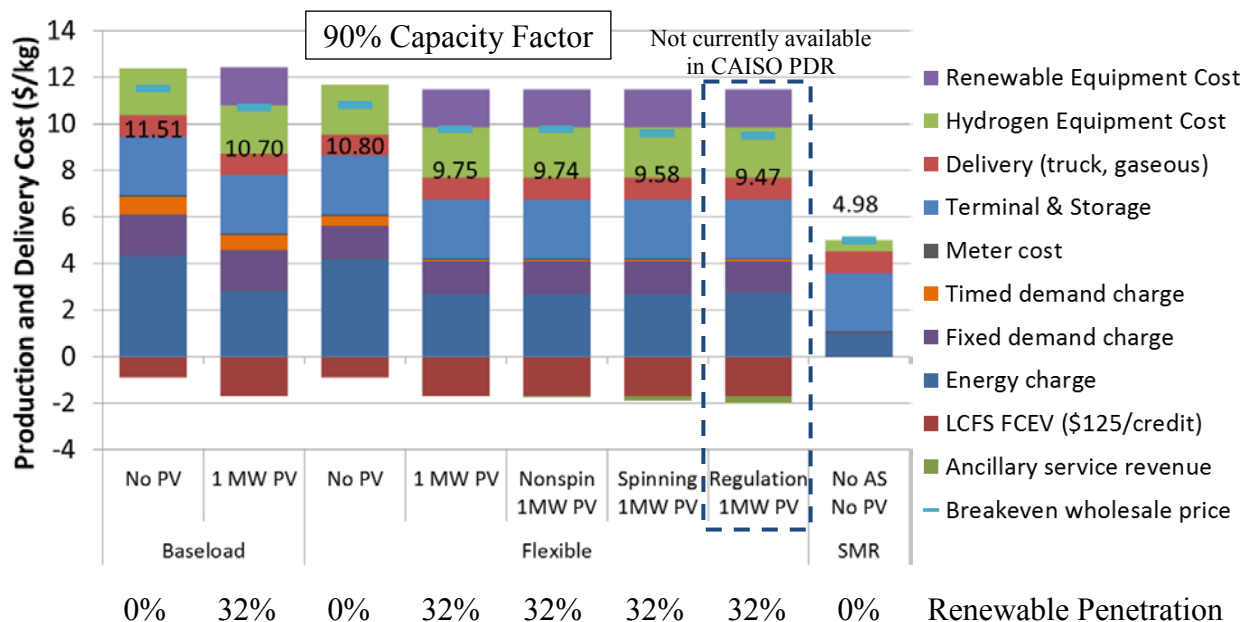 90% Capacity Factor
Not currently available
in CAISO PDR
Production and Delivery Cost ($/kg)
14
12
10
8
6
4
2
0
-2
-4
11.51
10.70
10.80
9.75
9.74
9.58
9.47
4.98
Renewable Equipment Cost
Hydrogen Equipment Cost
Delivery (truck, gaseous)
Terminal & Storage
Meter cost
Timed demand charge
Fixed demand charge
Energy charge
LCFS FCEV ($125/credit)
Ancillary service revenue
Breakeven wholesale price
No PV
1 MW PV
No PV
1 MW PV
Nonspin
1MW PV
Spinning
1MW PV
Regulation
1MW PV
No AS
No PV
Baseload
Flexible
SMR
0% 32% 0% 32% 32% 32% 32% 0% Renewable Penetration